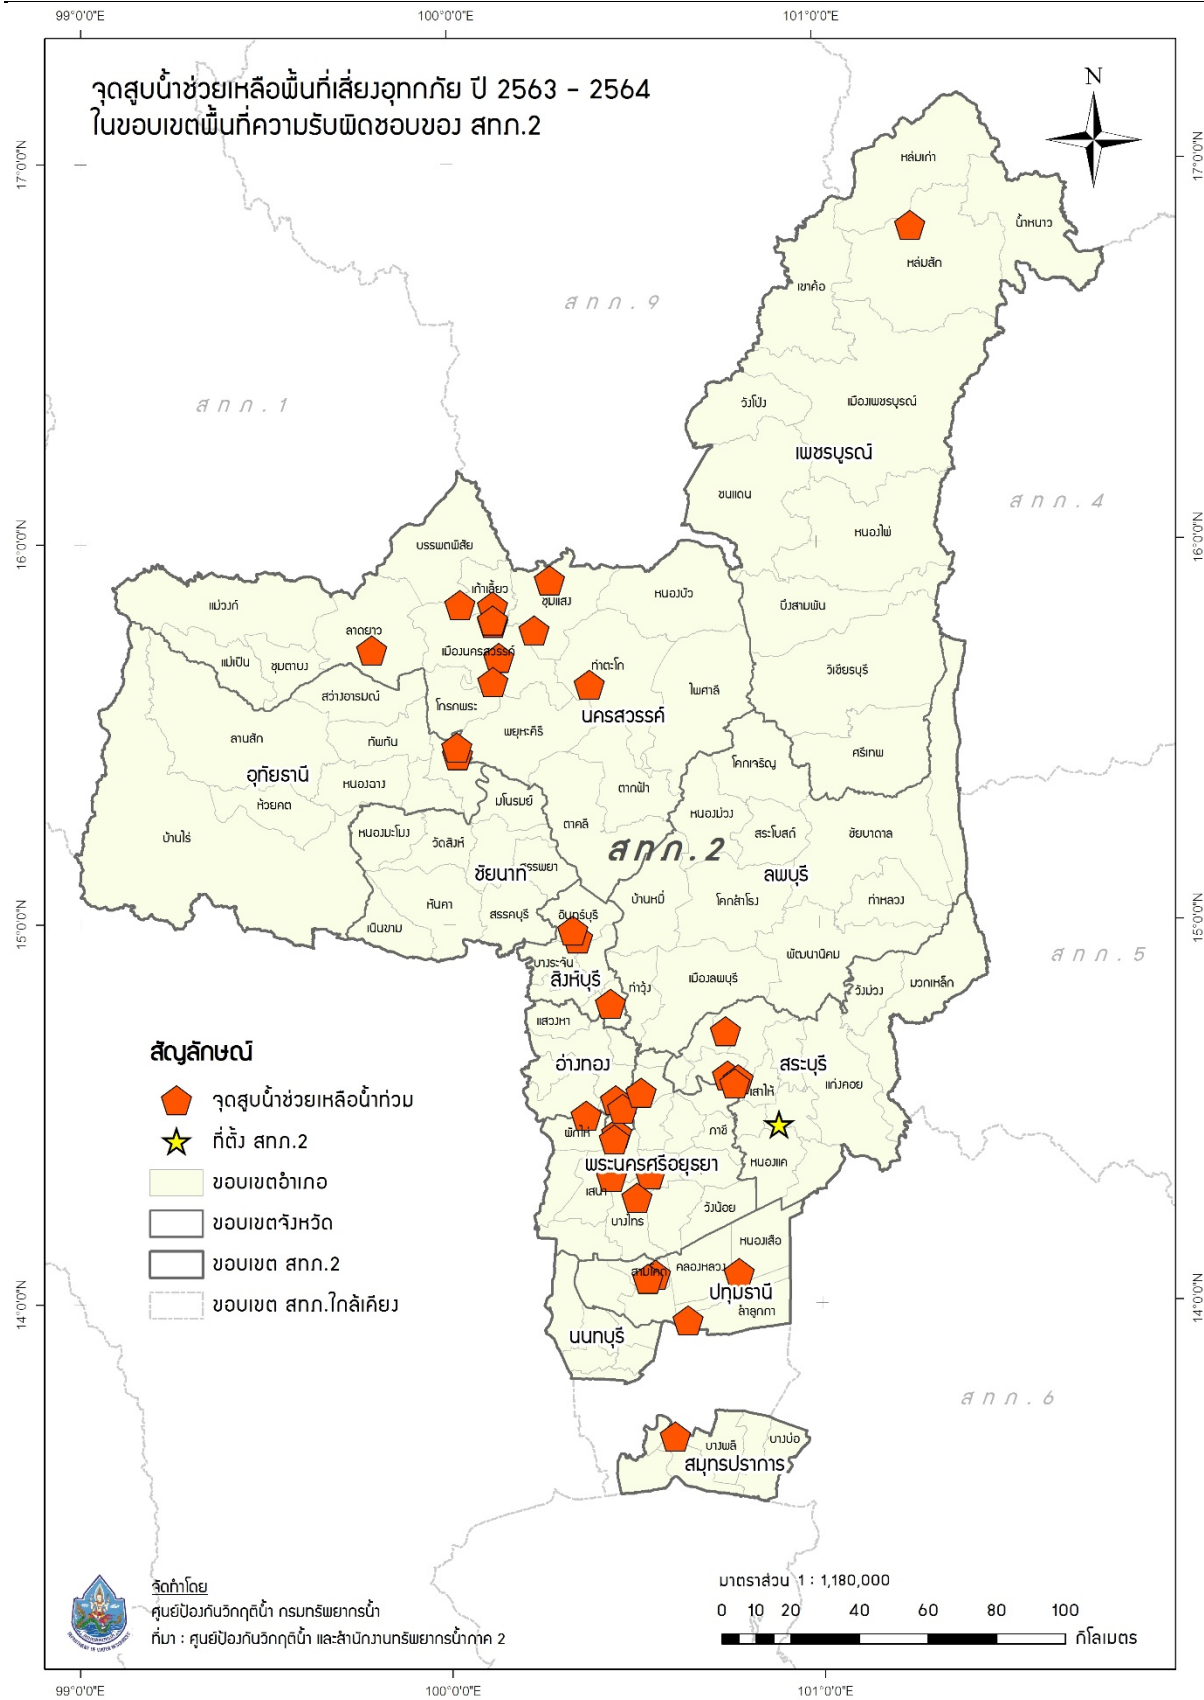 99°0'0"E 100°0'0"E 101°0'0"E
จุดสูบน้ำช่วยเหลือพื้นที่เสี่ยงอุทกภัย ปี 2563 - 2564
ในขอบเขตพื้นที่ความรับผิดชอบของ สทภ.2
N
17°0'0"N 17°0'0"N
หล่มเก่า
น้ำหนาว
หล่มสัก
เขาค้อ
สทภ.9
สทภ.1
วังโป่ง
เมืองเพชรบูรณ์
เพชรบูรณ์
ชนแดน
สทภ.4
หนองไผ่
16°0'0"N 16°0'0"N
บรรพตพิสัย
เก้าเลี้ยว
ชุมแสง
หนองบัว
บึงสามพัน
แม่วงก์
ลาดยาว
เมืองนครสวรรค์
แม่เปิน
ชุมตาบง
ท่าตะโก
วิเชียรบุรี
ไพศาลี
สว่างอารมณ์
โกรกพระ
นครสวรรค์
พยุหะคีรี
ลานสัก
ทัพทัน
ศรีเทพ
โคกเจริญ
อุทัยธานี
หนองฉาง
ตากฟ้า
ห้วยคต
มโนรมย์
หนองม่วง
ตาคลี
สระโบสถ์
ชัยบาดาล
บ้านไร่
หนองมะโมง
วัดสิงห์
สทภ.2
ชัยนาท
สรรพยา
ลพบุรี
หันคา
บ้านหมี่
โคกสำโรง
ท่าหลวง
สรรคบุรี
อินทร์บุรี
เนินขาม
15°0'0"N 15°0'0"N
พัฒนานิคม
สทภ.5
บางระจัน
สิงห์บุรี
ท่าวุ้ง
เมืองลพบุรี
วังม่วง
มวกเหล็ก
แสวงหา
สัญลักษณ์
อ่างทอง
สระบุรี
แก่งคอย
เสาไห้
จุดสูบน้ำช่วยเหลือน้ำท่วม
ผักไห่
ภาชี
ที่ตั้ง สทภ.2
พระนครศรีอยุธยา
หนองแค
ขอบเขตอำเภอ
เสนา
วังน้อย
ขอบเขตจังหวัด
บางไทร
หนองเสือ
ขอบเขต สทภ.2
สามโคก
คลองหลวง
ปทุมธานี
ขอบเขต สทภ.ใกล้เคียง
ลำลูกกา
14°0'0"N 14°0'0"N
นนทบุรี
สทภ.6
บางพลี
บางบ่อ
สมุทรปราการ
จัดทำโดย
ศูนย์ป้องกันวิกฤติน้ำ กรมทรัพยากรน้ำ
ที่มา : ศูนย์ป้องกันวิกฤติน้ำ และสำนักงานทรัพยากรน้ำภาค 2
มาตราส่วน 1 : 1,180,000
0 10 20 40 60 80 100
กิโลเมตร
99°0'0"E 100°0'0"E 101°0'0"E